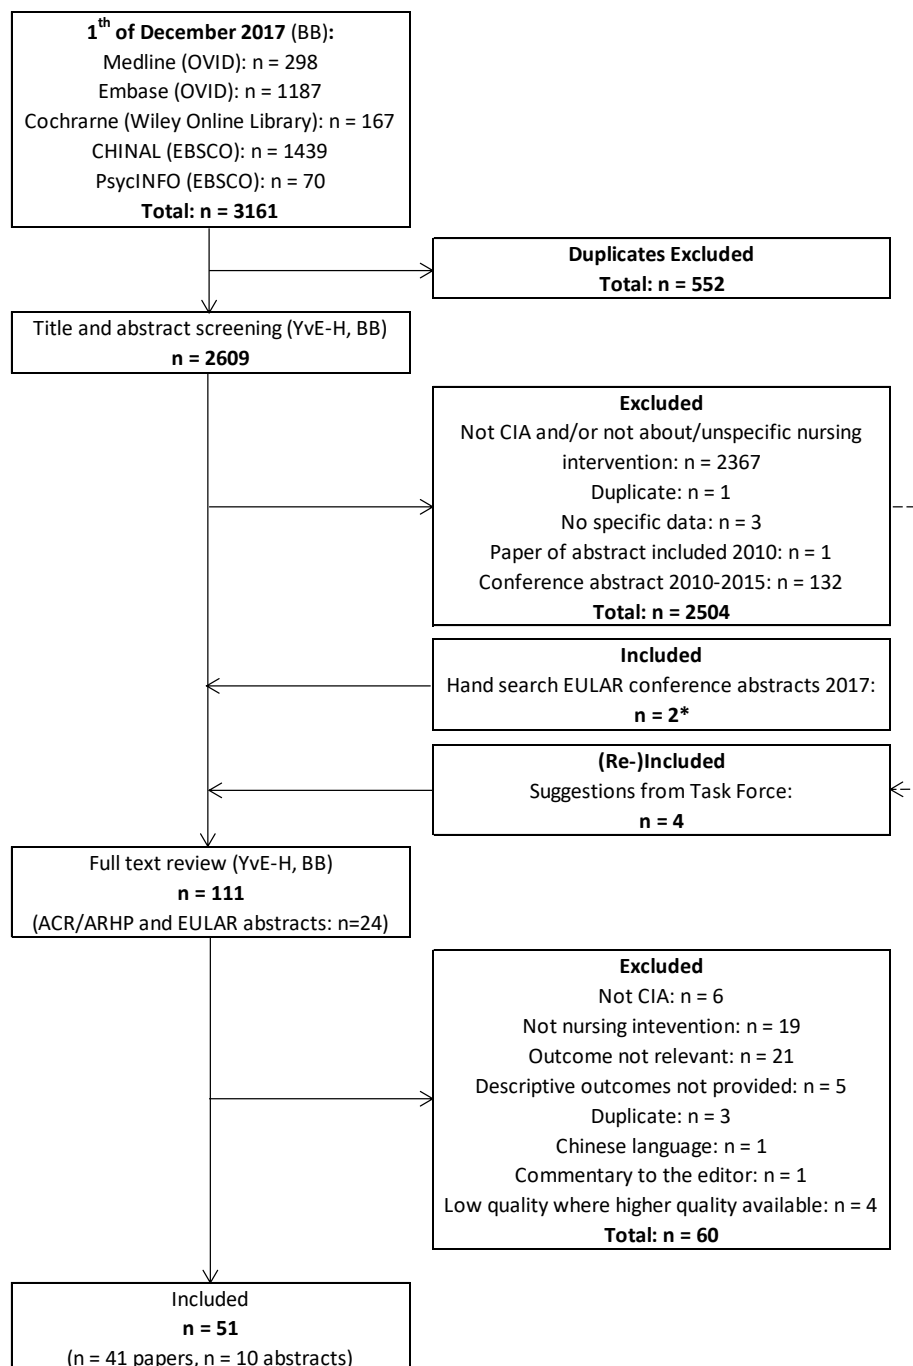 1th of December 2017 (BB):
Medline (OVID): n = 298
Embase (OVID): n = 1187
Cochrarne (Wiley Online Library): n = 167
CHINAL (EBSCO): n = 1439
PsycINFO (EBSCO): n = 70
Total: n = 3161
Duplicates Excluded
Total: n = 552
Title and abstract screening (YvE-H, BB)
n = 2609
Excluded
Not CIA and/or not about/unspecific nursing
intervention: n = 2367
Duplicate: n = 1
No specific data: n = 3
Paper of abstract included 2010: n = 1
Conference abstract 2010-2015: n = 132
Total: n = 2504
Included
Hand search EULAR conference abstracts 2017:
n = 2*
(Re-)Included
Suggestions from Task Force:
n = 4
Full text review (YvE-H, BB)
n = 111
(ACR/ARHP and EULAR abstracts: n=24)
Excluded
Not CIA: n = 6
Not nursing intevention: n = 19
Outcome not relevant: n = 21
Descriptive outcomes not provided: n = 5
Duplicate: n = 3
Chinese language: n = 1
Commentary to the editor: n = 1
Low quality where higher quality available: n = 4
Total: n = 60
Included
n = 51
(n = 41 papers, n = 10 abstracts)